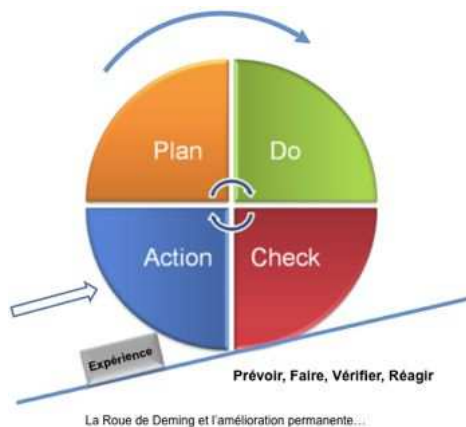 Plan
Do
Action
Check
Expérience
Prévoir, Faire, Vérifier, Réagir
La Roue de Deming et l'amélioration permanente...